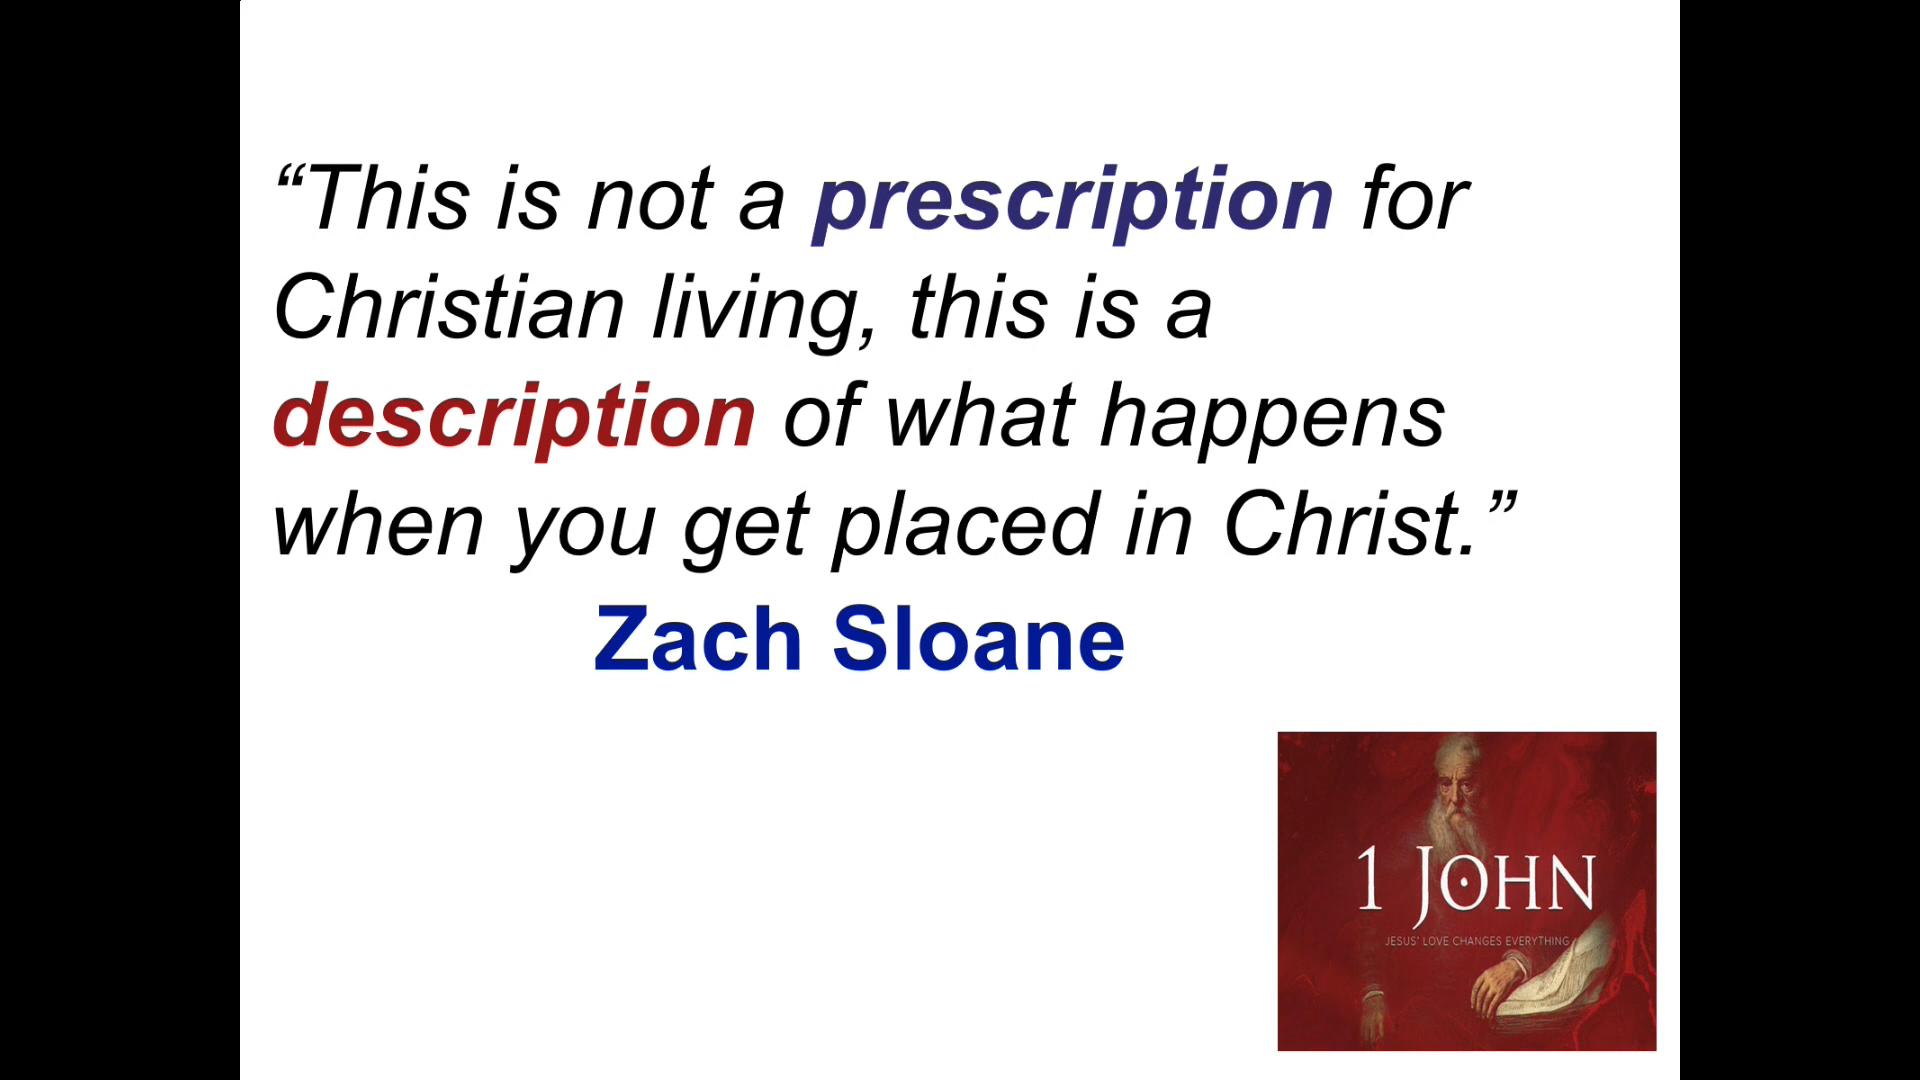 “This is not a prescription for
Christian living, this is a
description of what happens
when you get placed in Christ.”
Zach Sloane
1 JOHN
JESUS’ LOVE CHANGES EVERYTHING